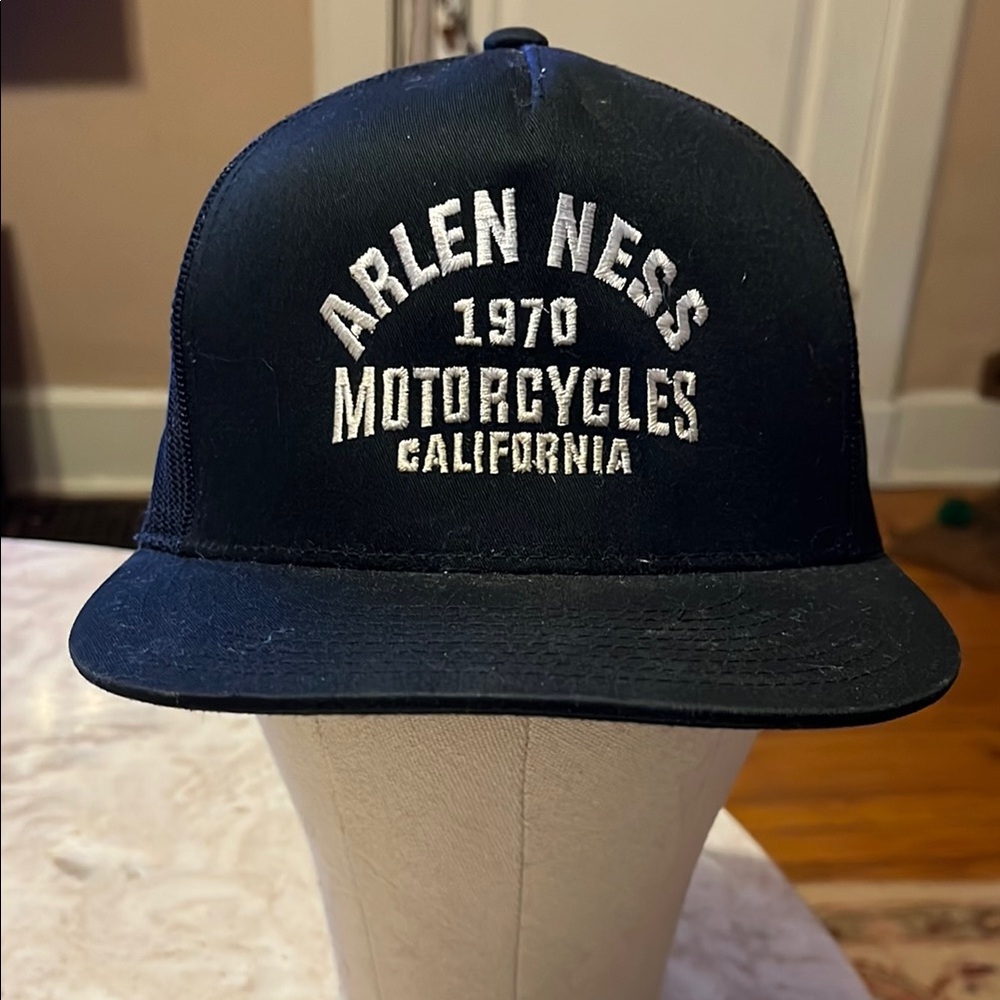 ARLEN NESS
1970
MOTORCYCLES
CALIFORNIA